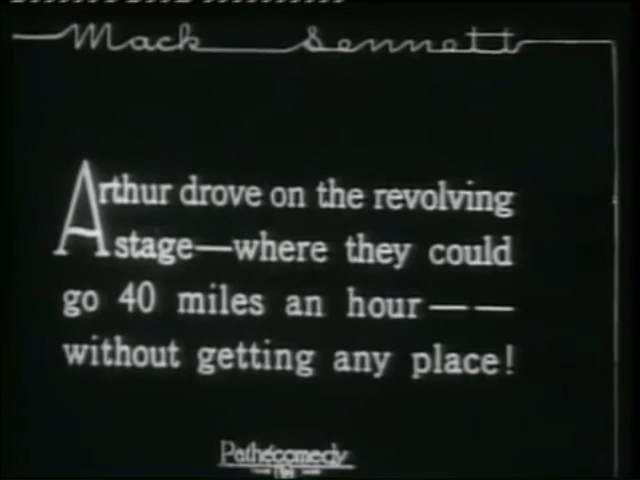 Mack Sennett
Arthur drove on the revolving
stage—where they could
go 40 miles an hour— —
without getting any place!
Pathécomedy